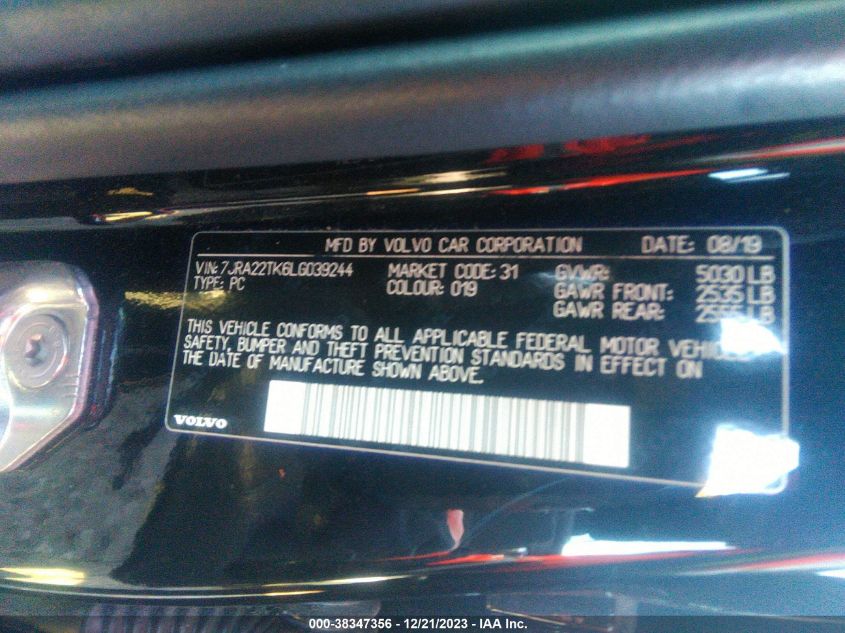 MFD BY VOLVO CAR CORPORATION DATE: 08/19
VIN: 7JRA22TK6LG039244 MARKET CODE: 31 GVWR: 5030 LB
TYPE: PC COLOUR: 019 GAWR FRONT: 2535 LB
GAWR REAR: LB
THIS VEHICLE CONFORMS TO ALL APPLICABLE FEDERAL MOTOR VEHICLE
SAFETY, BUMPER AND THEFT PREVENTION STANDARDS IN EFFECT ON
THE DATE OF MANUFACTURE SHOWN ABOVE.
VOLVO
000-38347356 - 12/21/2023 - IAA Inc.